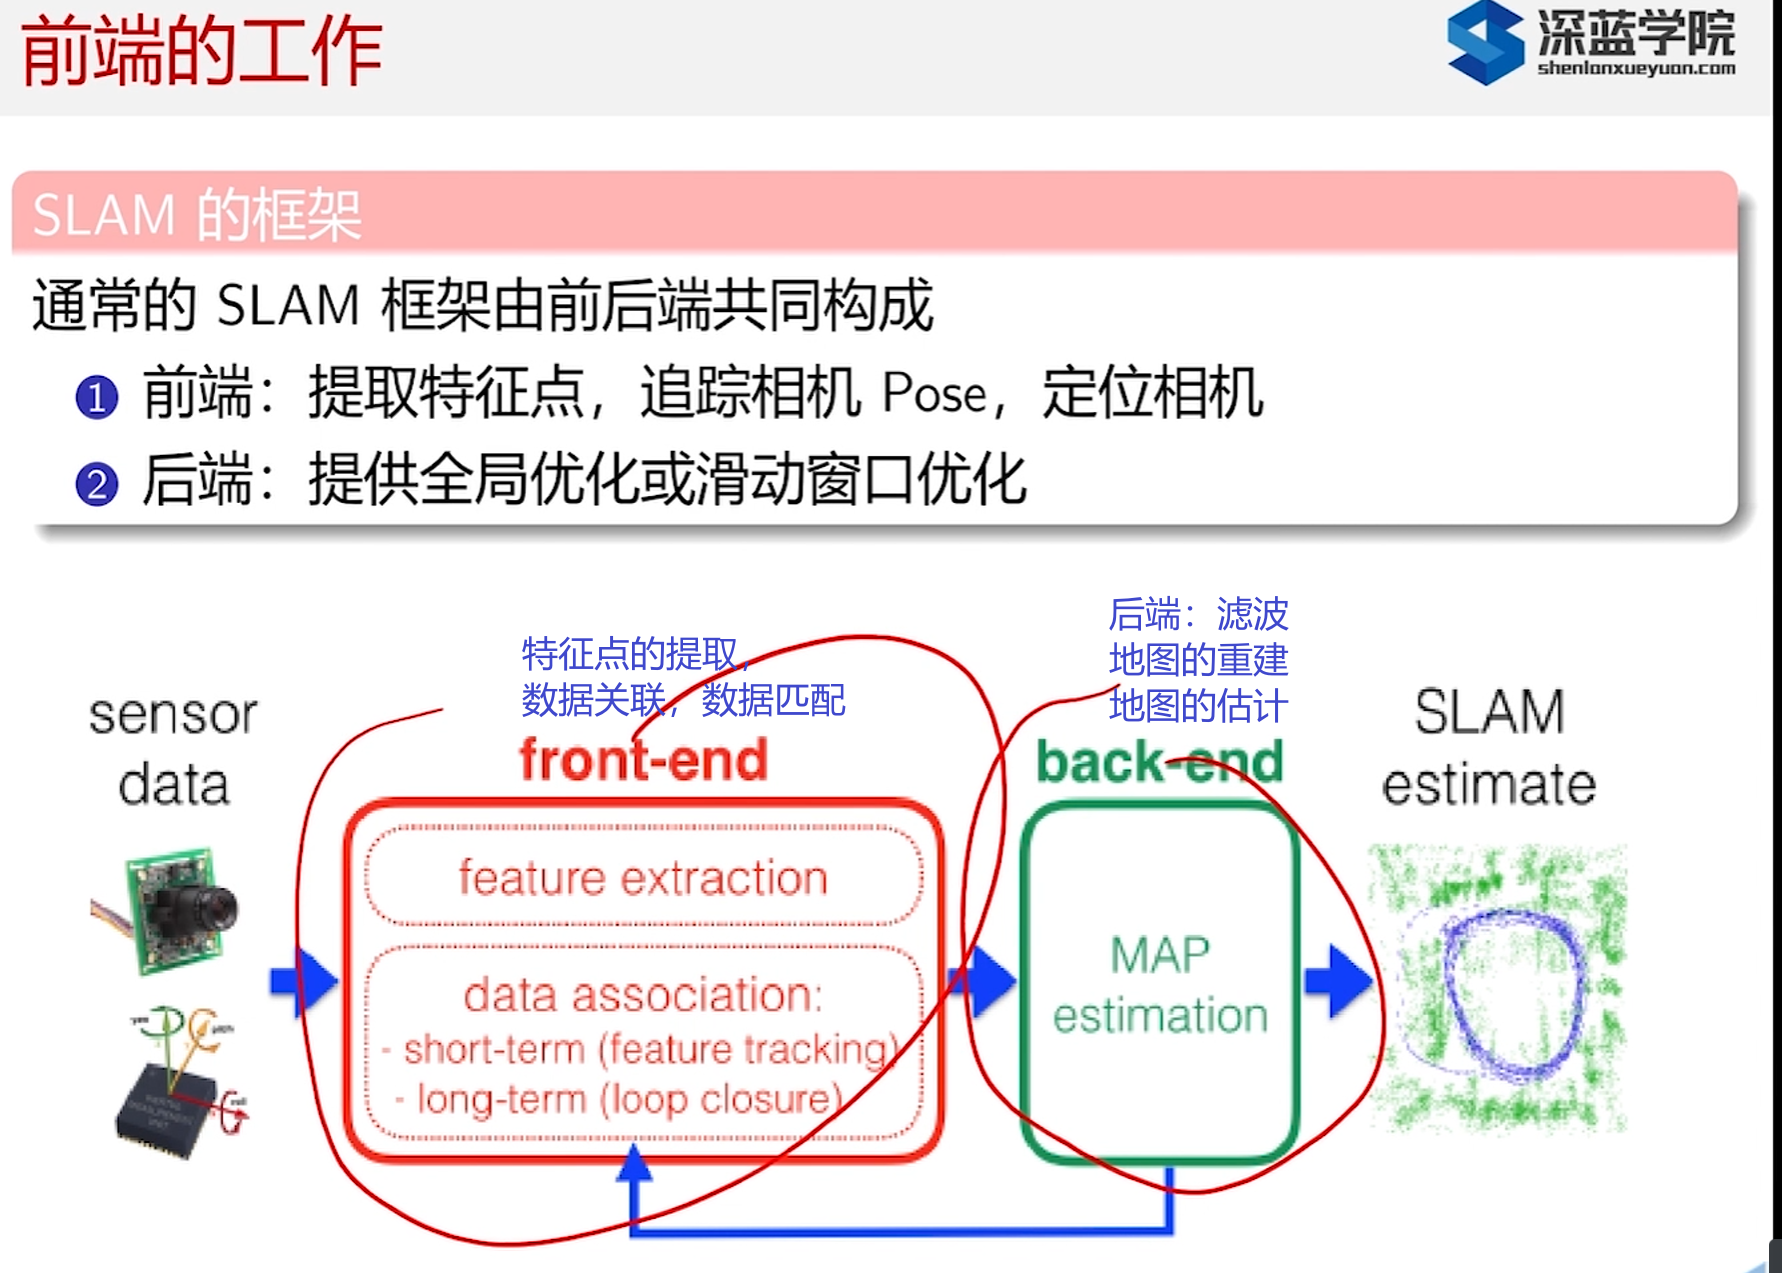 前端的工作
深蓝学院
shenlanxueyuan.com
SLAM 的框架
通常的 SLAM 框架由前后端共同构成
1 前端：提取特征点，追踪相机 Pose，定位相机
2 后端：提供全局优化或滑动窗口优化
特征点的提取，
数据关联，数据匹配
后端：滤波
地图的重建
地图的估计
sensor
data
front-end
back-end
SLAM
estimate
feature extraction
data association:
- short-term (feature tracking)
- long-term (loop closure)
MAP
estimation